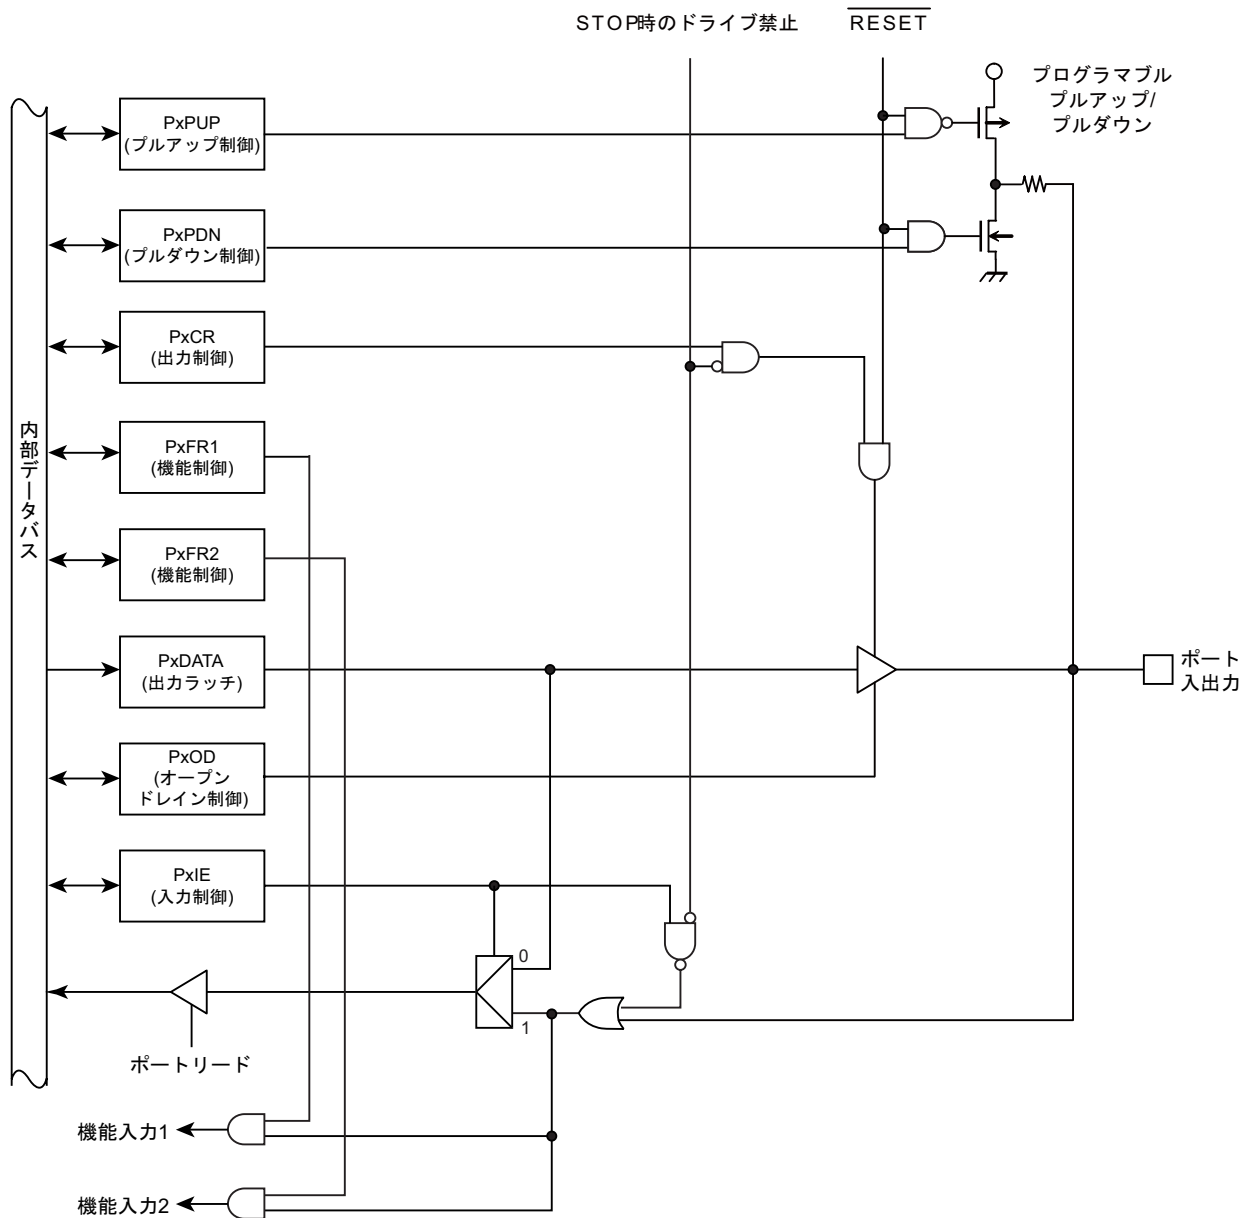 STOP時のドライブ禁止
RESET
プログラマブル
プルアップ/
プルダウン
内部データバス
PxPUP
(プルアップ制御)
PxPDN
(プルダウン制御)
PxCR
(出力制御)
PxFR1
(機能制御)
PxFR2
(機能制御)
PxDATA
(出力ラッチ)
ポート
入出力
PxOD
(オープン
ドレイン制御)
PxIE
(入力制御)
0
1
ポートリード
機能入力1
機能入力2